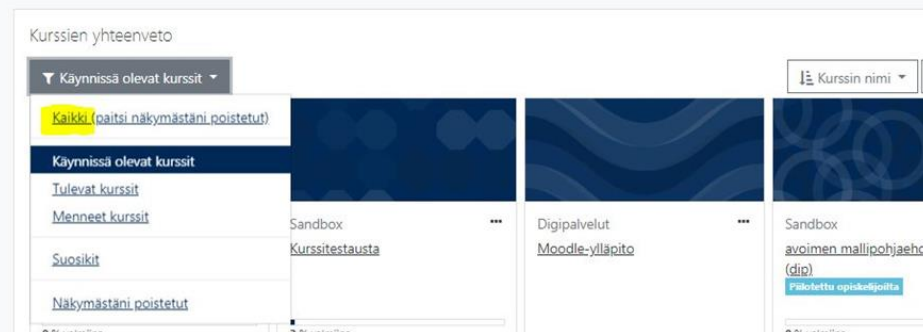 Kurssien yhteenveto
Käynnissä olevat kurssit
Kurssin nimi
Kaikki (paitsi näkymästäni poistetut)
Käynnissä olevat kurssit
Tulevat kurssit
Menneet kurssit
Suosikit
Näkymästäni poistetut
Sandbox
Kurssitestausta
Digipalvelut
Moodle-ylläpito
Sandbox
avoimen mallipohjaeho
(dip)
Piilotettu opiskelijoilta